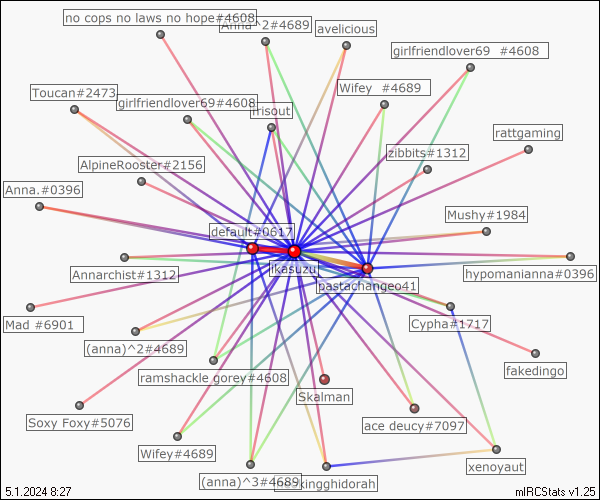 no cops no laws no hope#4608
Anna^2#4689
avelicious
girlfriendlover69 #4608
Wifey #4689
Toucan#2473
girlfriendlover69#4608
risout
rattgaming
zibbits#1312
AlpineRooster#2156
Anna.#0396
Mushy#1984
default#0617
ikasuzu
Annarchist#1312
hypomanianna#0396
pastachangeo41
Mad #6901
Cypha#1717
(anna)^2#4689
fakedingo
ramshackle gorey#4608
Skalman
Soxy Foxy#5076
ace deucy#7097
Wifey#4689
xenoyaut
(anna)^3#4689
kingghidorah
5.1.2024 8:27
mIRCStats v1.25